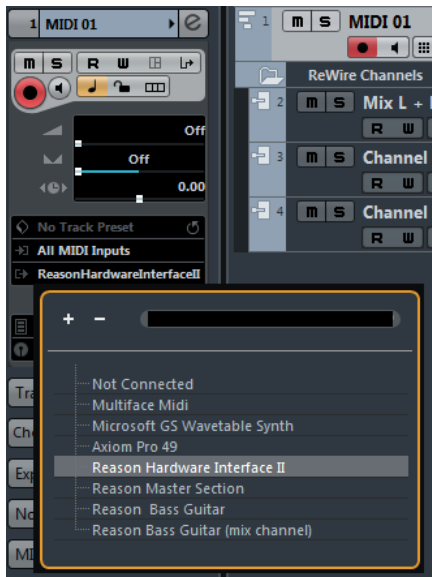 1 MIDI 01
m S R W
Off
Off
0.00
No Track Preset
All MIDI Inputs
ReasonHardwareInterfaceII
+ −
Not Connected
Multiface Midi
Microsoft GS Wavetable Synth
Axiom Pro 49
Reason Hardware Interface II
Reason Master Section
Reason  Bass Guitar
Reason Bass Guitar (mix channel)
1 m S MIDI 01
ReWire Channels
2 m S Mix L +
R W
3 m S Channel
R W
4 m S Channel
R W